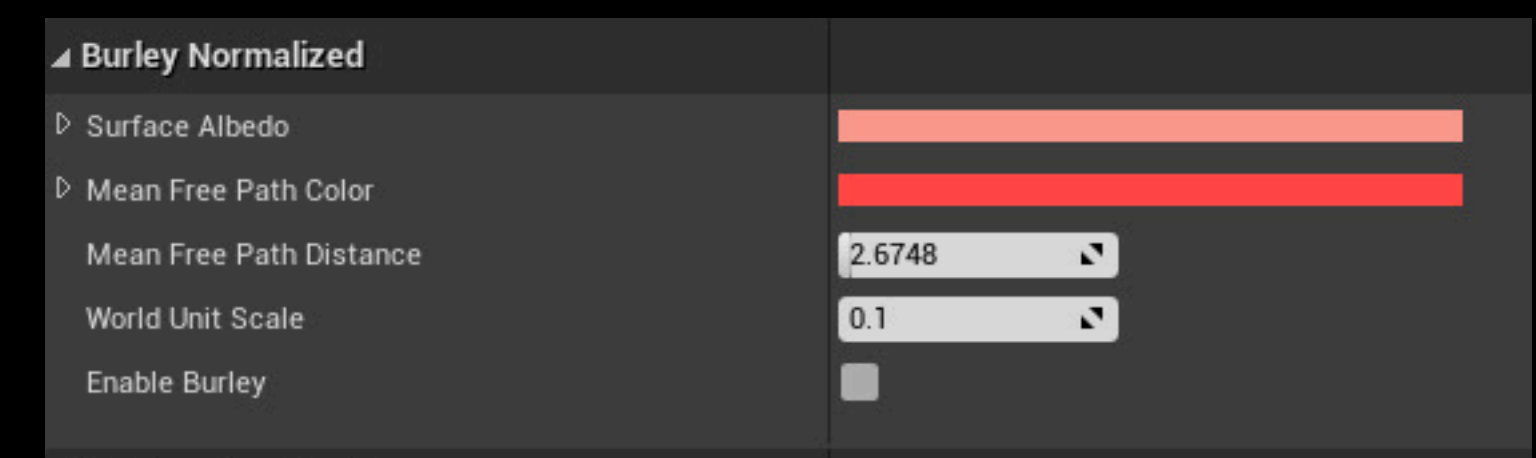 Burley Normalized
Surface Albedo
Mean Free Path Color
Mean Free Path Distance 2.6748
World Unit Scale 0.1
Enable Burley